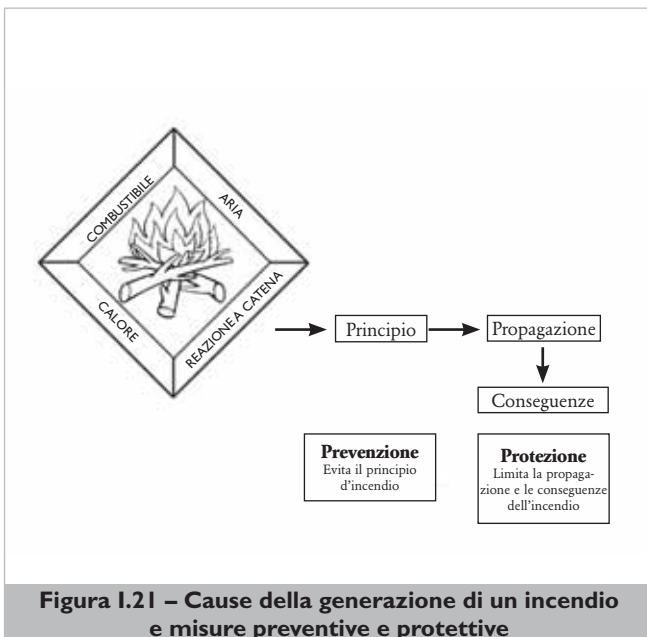 COMBUSTIBILE
ARIA
CALORE
REAZIONE A CATENA
Principio
Propagazione
Conseguenze
Prevenzione
Evita il principio
d'incendio
Protezione
Limita la propaga-
zione e le conseguenze
dell'incendio
Figura I.21 – Cause della generazione di un incendio
e misure preventive e protettive